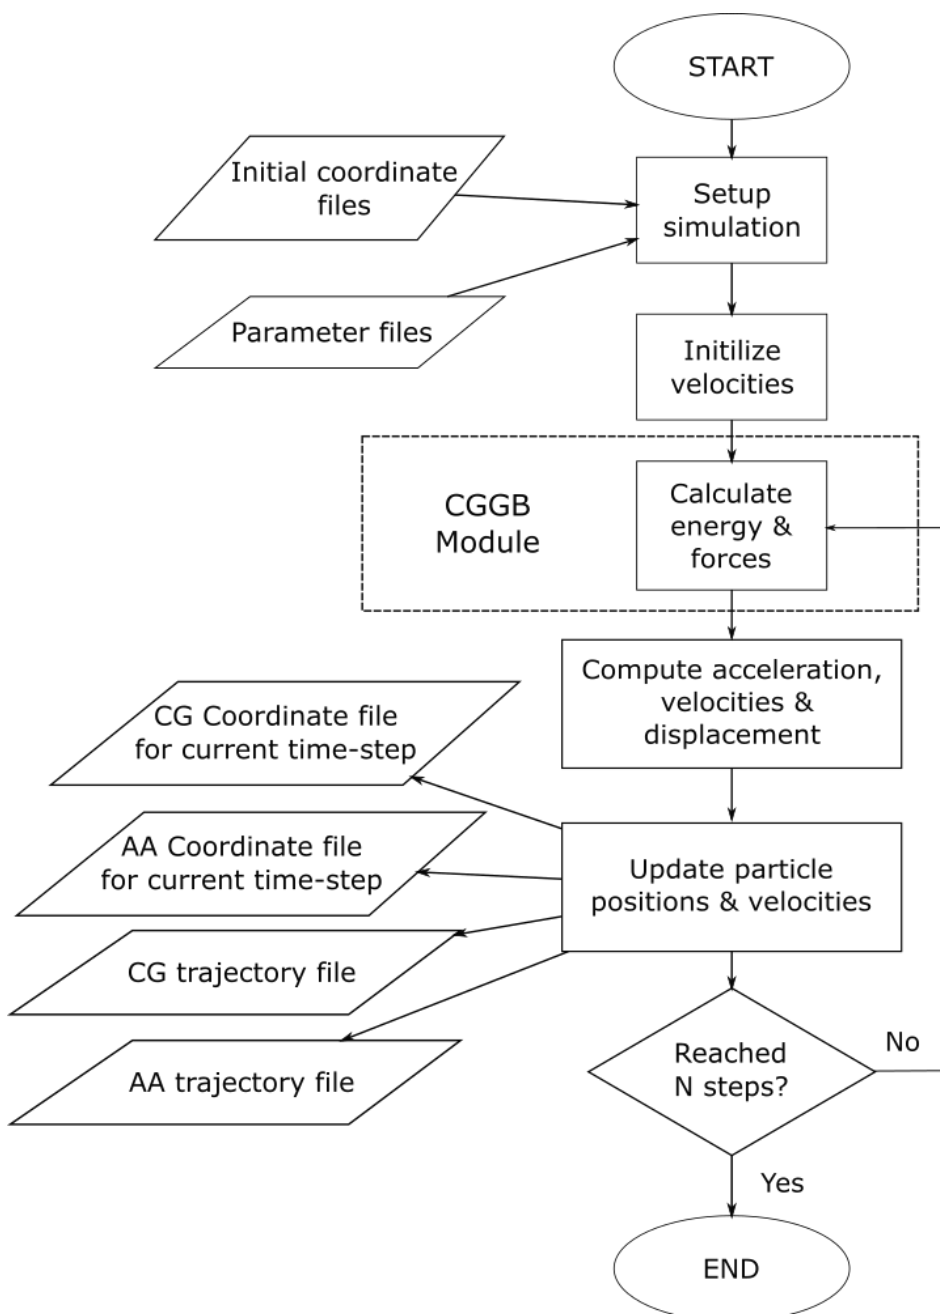 START
Initial coordinate
files
Setup
simulation
Parameter files
Initilize
velocities
CGGB
Module
Calculate
energy &
forces
Compute acceleration,
velocities &
displacement
CG Coordinate file
for current time-step
AA Coordinate file
for current time-step
Update particle
positions & velocities
CG trajectory file
AA trajectory file
Reached
N steps?
No
Yes
END